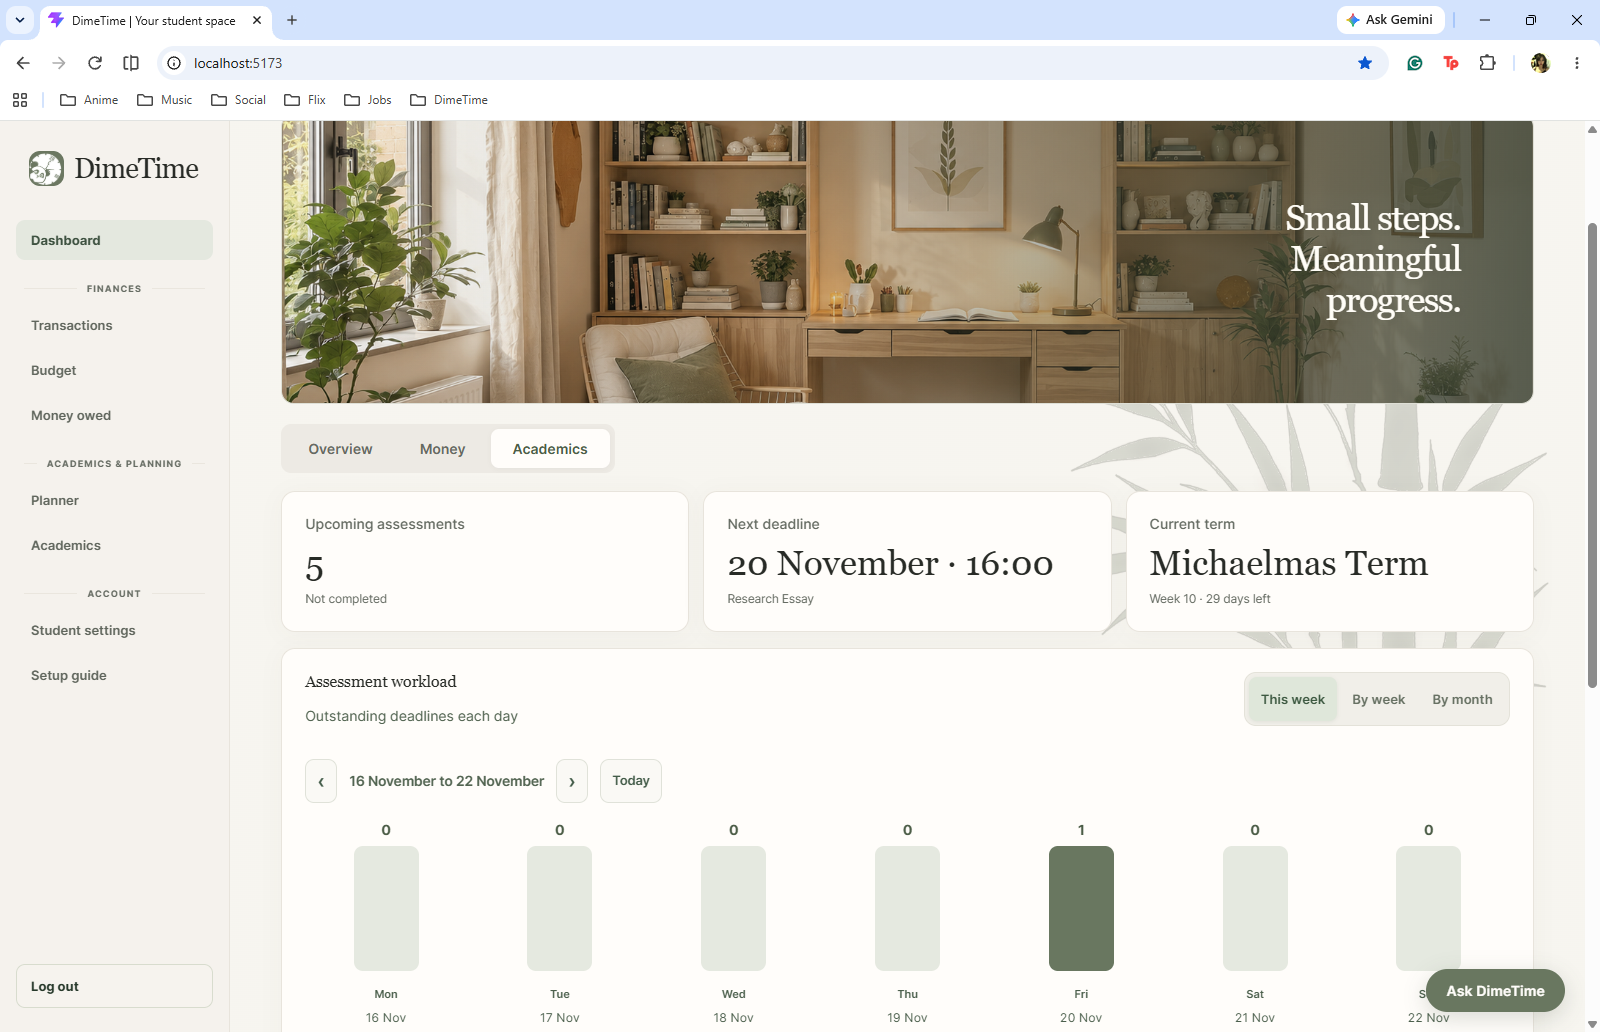 DimeTime | Your student space
Ask Gemini
localhost:5173
Anime
Music
Social
Flix
Jobs
DimeTime
DimeTime
Dashboard
FINANCES
Transactions
Budget
Money owed
ACADEMICS & PLANNING
Planner
Academics
ACCOUNT
Student settings
Setup guide
Log out
Small steps.
Meaningful
progress.
Overview
Money
Academics
Upcoming assessments
5
Not completed
Next deadline
20 November · 16:00
Research Essay
Current term
Michaelmas Term
Week 10 · 29 days left
Assessment workload
Outstanding deadlines each day
This week
By week
By month
‹
16 November to 22 November
›
Today
0 0 0 0 1 0 0
Mon Tue Wed Thu Fri Sat
16 Nov 17 Nov 18 Nov 19 Nov 20 Nov 21 Nov 22 Nov
Ask DimeTime